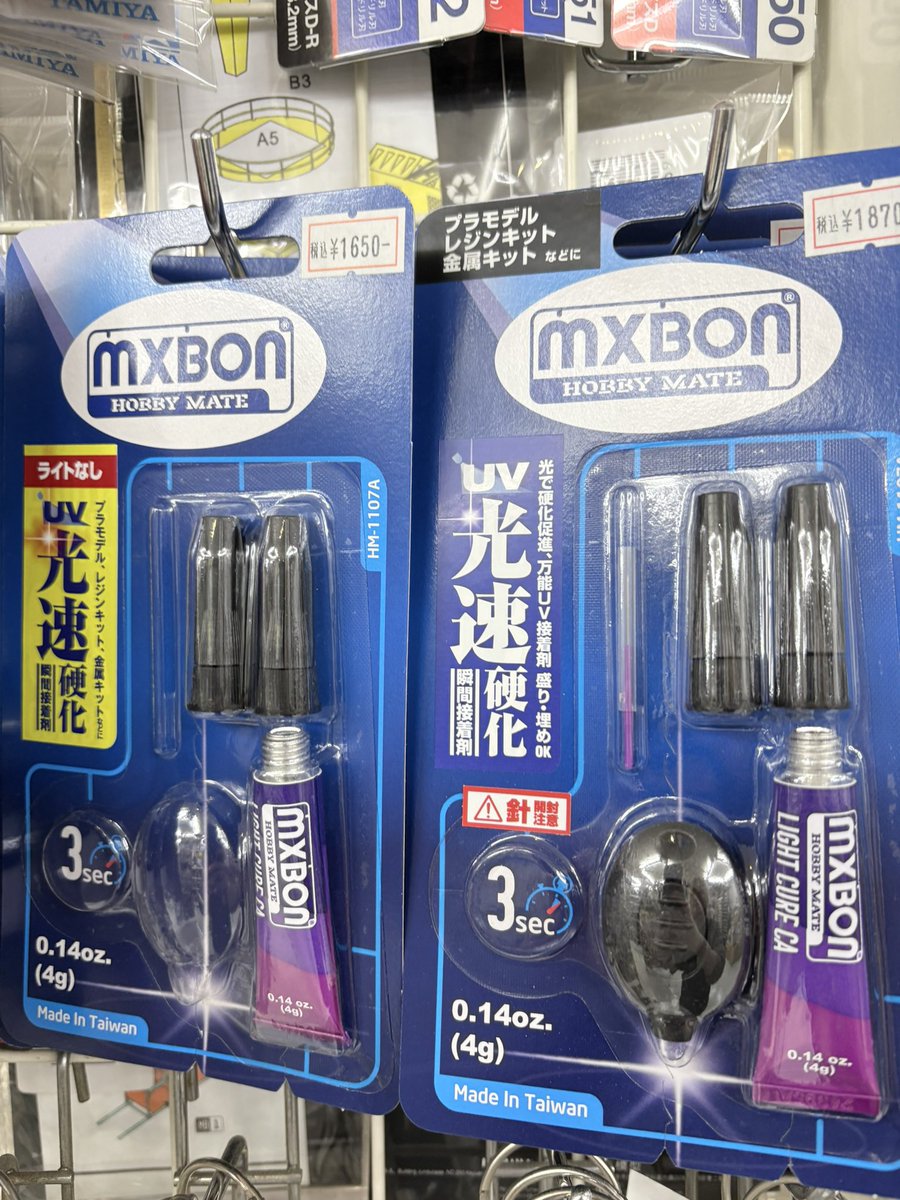 TAMIYA
TAMIYA
B3
A5
税込¥1650-
MXBON®
HOBBY MATE
ライトなし
UV
光速
硬化
瞬間接着剤
プラモデル、レジンキット、金属キットなどに
HM-1107A
3sec
0.14oz.
(4g)
Made In Taiwan
MXBON
HOBBY MATE
LIGHT CURE CA
0.14 oz.
(4g)
プラモデル
レジンキット
金属キット などに
税込¥1870
MXBON®
HOBBY MATE
UV
光速
硬化
瞬間接着剤
光で硬化促進、万能UV接着剤 盛り・埋めOK
針 開封注意
3sec
0.14oz.
(4g)
Made In Taiwan
MXBON
HOBBY MATE
LIGHT CURE CA
0.14 oz.
(4g)